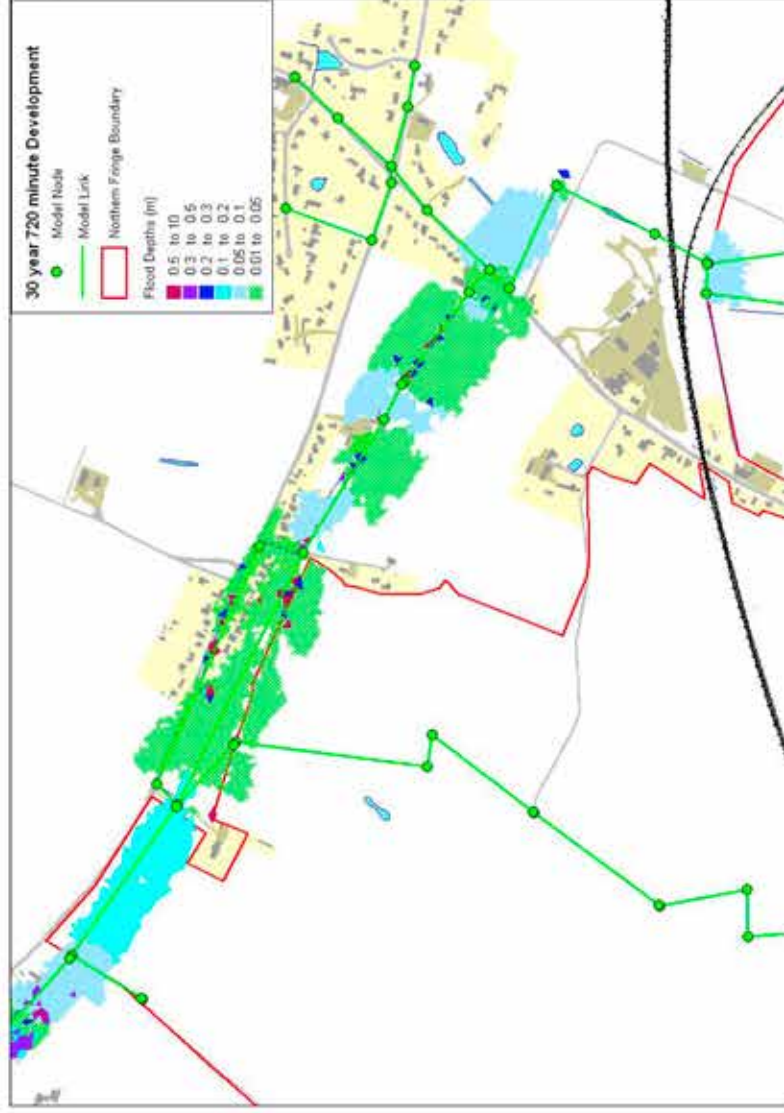 30 year 720 minute Development
Model Node
Model Link
Northern Fringe Boundary
Flood Depths (m)
0.5 to 10
0.3 to 0.5
0.2 to 0.3
0.1 to 0.2
0.05 to 0.1
0.01 to 0.05